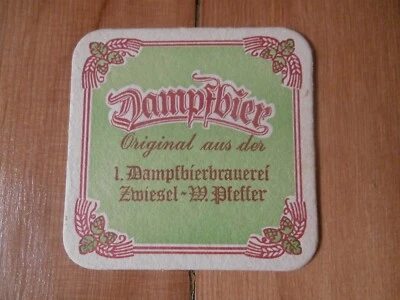 Dampfbier
Original aus der
1. Dampfbierbrauerei
Zwiesel - W. Pfeffer